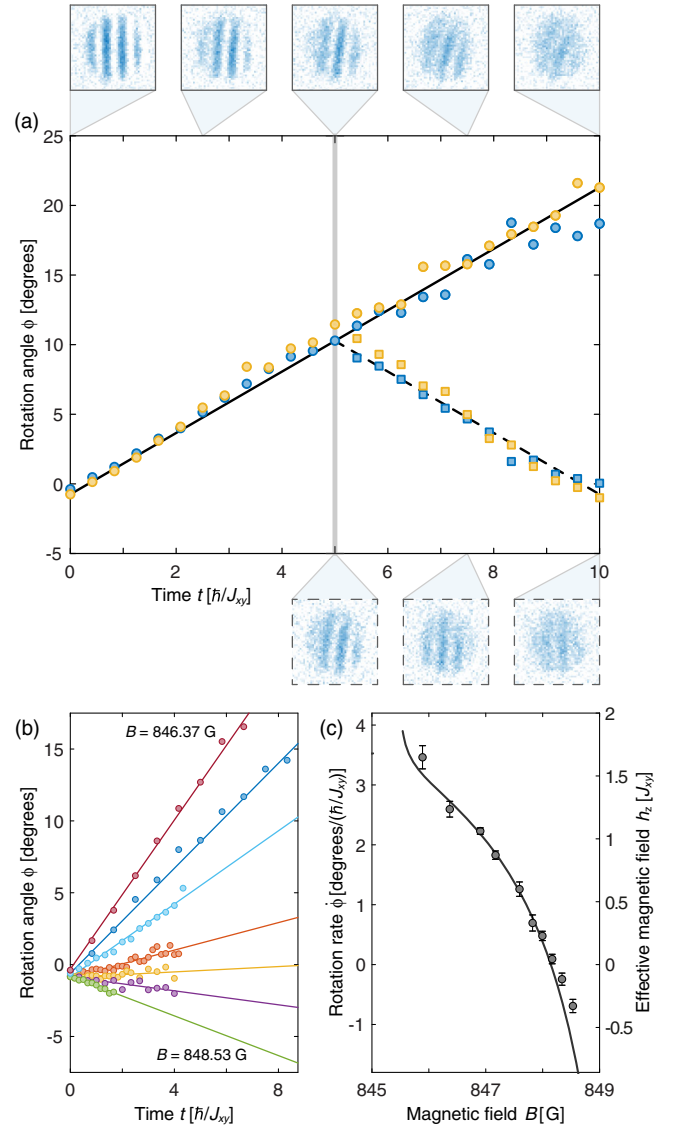 (a)
25
20
15
10
5
0
-5
Rotation angle ϕ [degrees]
0 2 4 6 8 10
Time t [ħ/Jxy]
(b)
B = 846.37 G
15
10
5
0
-5
Rotation angle ϕ [degrees]
B = 848.53 G
0 4 8
Time t [ħ/Jxy]
(c)
4
3
2
1
0
-1
Rotation rate ϕ̇ [degrees/(ħ/Jxy)]
2
1.5
1
0.5
0
-0.5
Effective magnetic field hz [Jxy]
845 847 849
Magnetic field B [G]